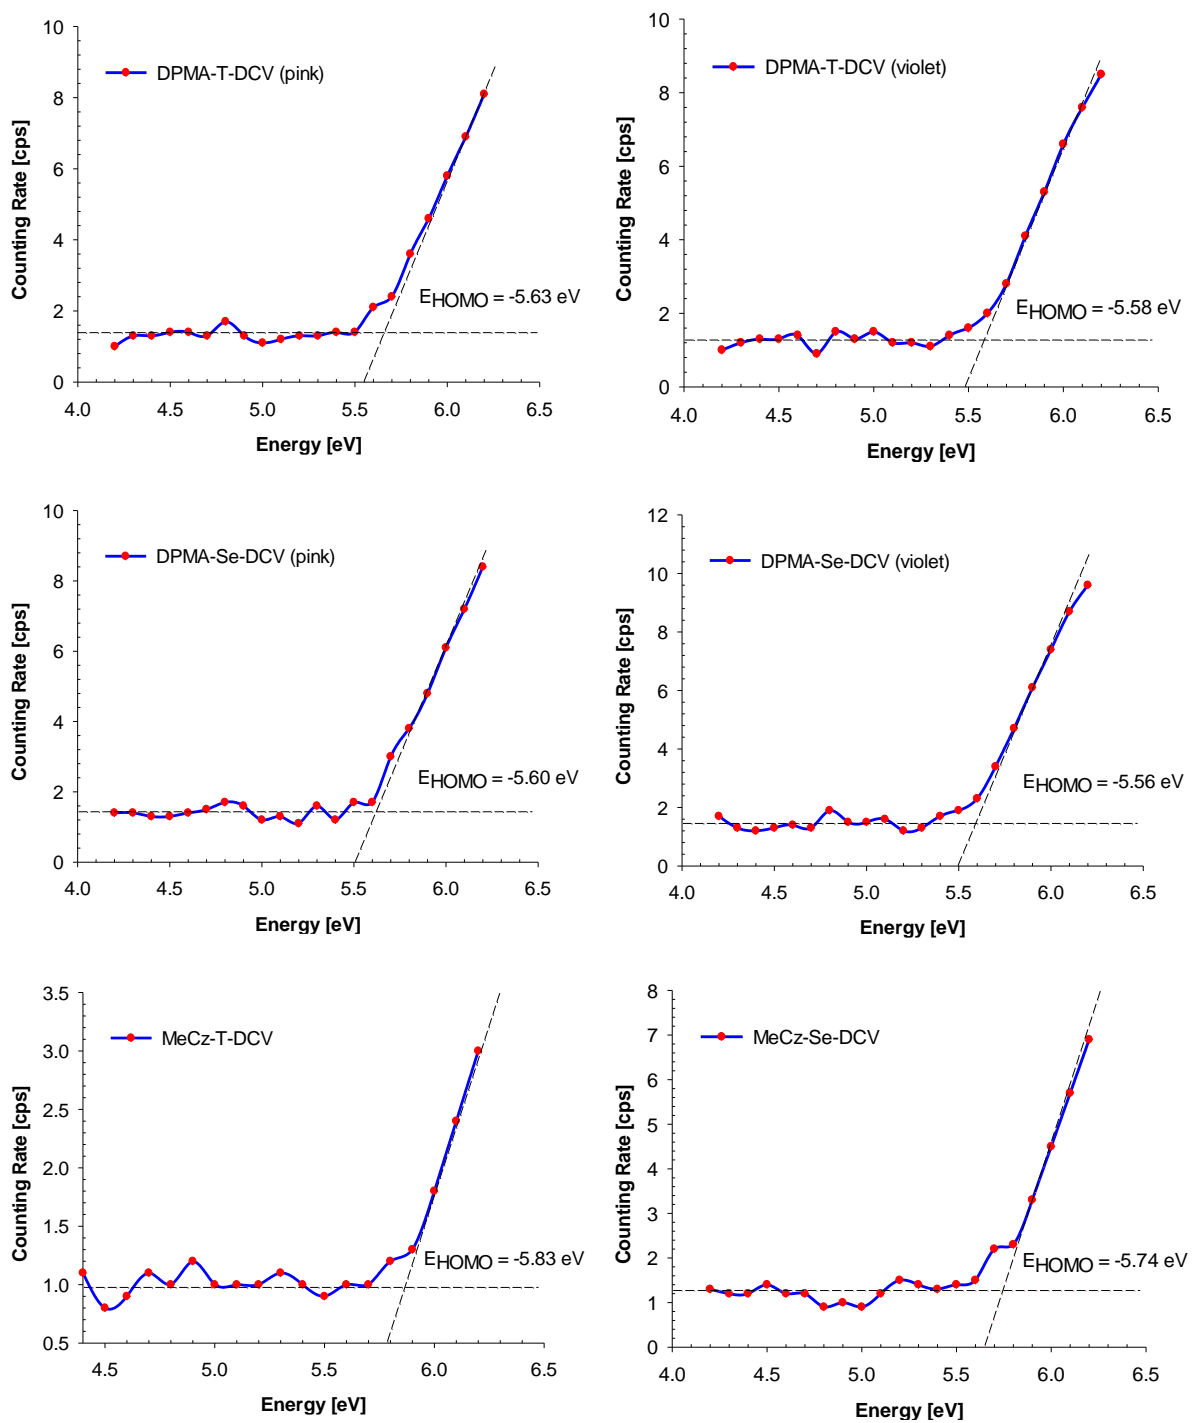 DPMA-T-DCV (pink)
Counting Rate [cps]
10
8
6
4
2
0
E HOMO = -5.63 eV
4.0 4.5 5.0 5.5 6.0 6.5
Energy [eV]
DPMA-T-DCV (violet)
Counting Rate [cps]
10
8
6
4
2
0
E HOMO = -5.58 eV
4.0 4.5 5.0 5.5 6.0 6.5
Energy [eV]
DPMA-Se-DCV (pink)
Counting Rate [cps]
10
8
6
4
2
0
E HOMO = -5.60 eV
4.0 4.5 5.0 5.5 6.0 6.5
Energy [eV]
DPMA-Se-DCV (violet)
Counting Rate [cps]
12
10
8
6
4
2
0
E HOMO = -5.56 eV
4.0 4.5 5.0 5.5 6.0 6.5
Energy [eV]
MeCz-T-DCV
Counting Rate [cps]
3.5
3.0
2.5
2.0
1.5
1.0
0.5
E HOMO = -5.83 eV
4.5 5.0 5.5 6.0 6.5
Energy [eV]
MeCz-Se-DCV
Counting Rate [cps]
8
7
6
5
4
3
2
1
0
E HOMO = -5.74 eV
4.0 4.5 5.0 5.5 6.0 6.5
Energy [eV]